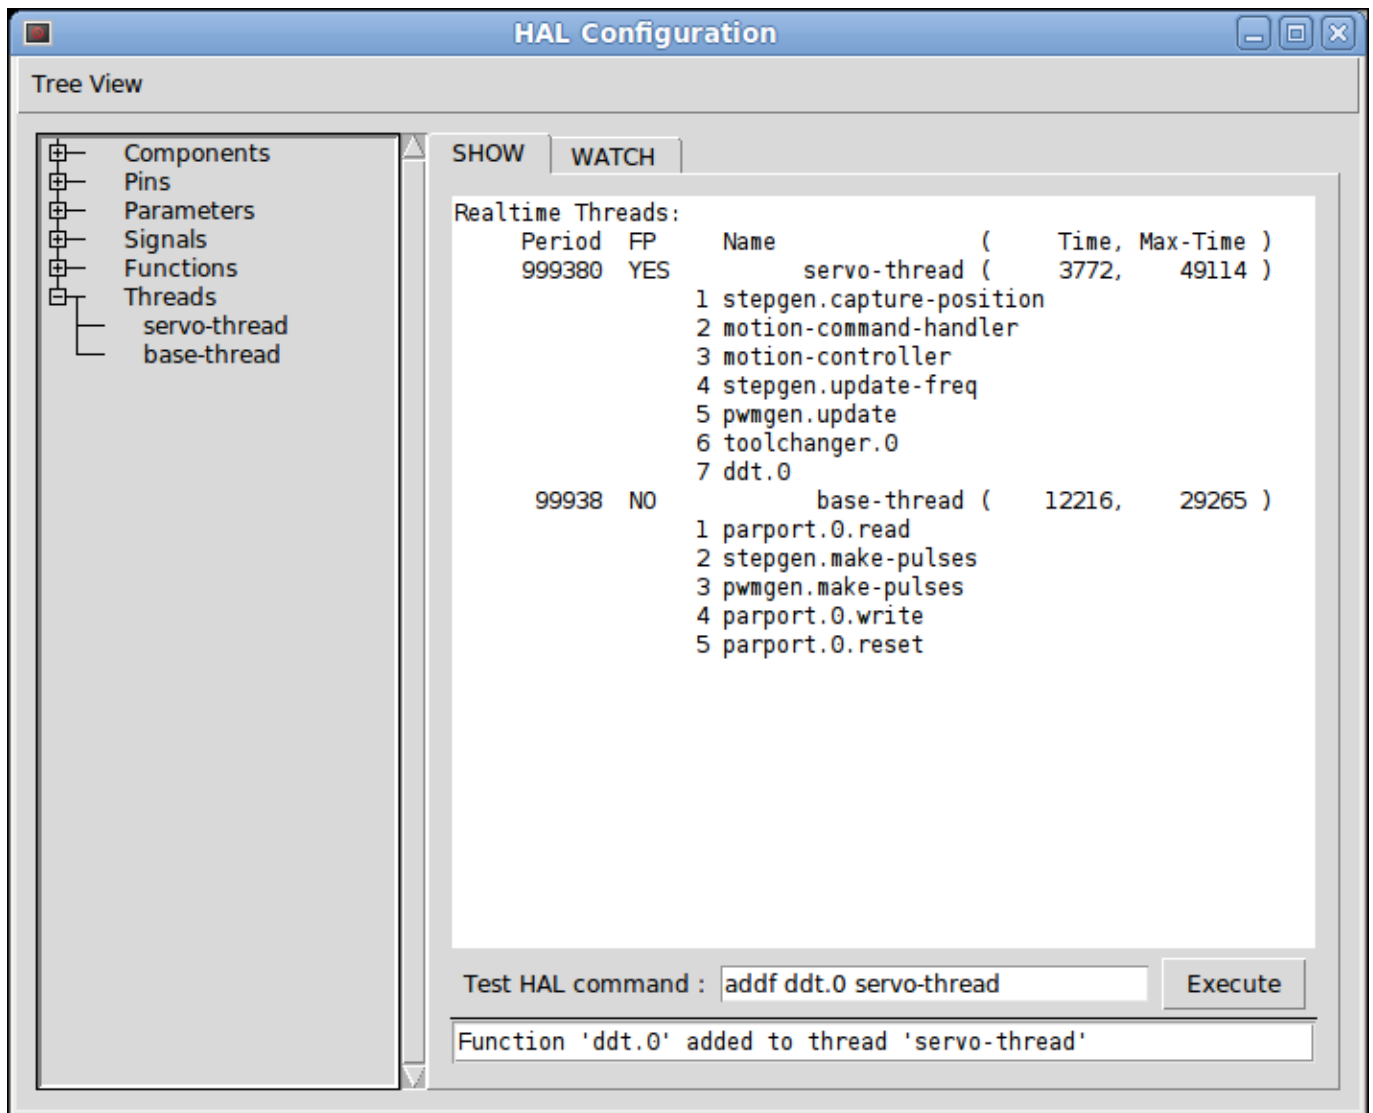 HAL Configuration
Tree View
Components
Pins
Parameters
Signals
Functions
Threads
servo-thread
base-thread
SHOW WATCH
Realtime Threads:
Period FP Name ( Time, Max-Time )
999380 YES servo-thread ( 3772, 49114 )
1 stepgen.capture-position
2 motion-command-handler
3 motion-controller
4 stepgen.update-freq
5 pwmgen.update
6 toolchanger.0
7 ddt.0
99938 NO base-thread ( 12216, 29265 )
1 parport.0.read
2 stepgen.make-pulses
3 pwmgen.make-pulses
4 parport.0.write
5 parport.0.reset
Test HAL command : addf ddt.0 servo-thread Execute
Function 'ddt.0' added to thread 'servo-thread'